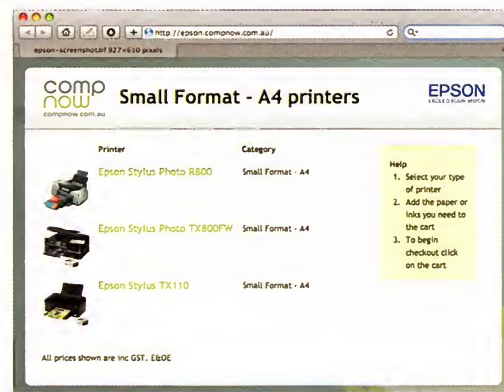 http://epson.compnow.com.au/
epson-screenshot.tif 927×610 pixels
comp
now
compnow.com.au
Small Format - A4 printers
EPSON
EXCEED YOUR VISION
Printer Category
Epson Stylus Photo R800 Small Format - A4
Epson Stylus Photo TX800FW Small Format - A4
Epson Stylus TX110 Small Format - A4
Help
1. Select your type
of printer
2. Add the paper or
inks you need to
the cart
3. To begin
checkout click
on the cart
All prices shown are inc GST. E&OE